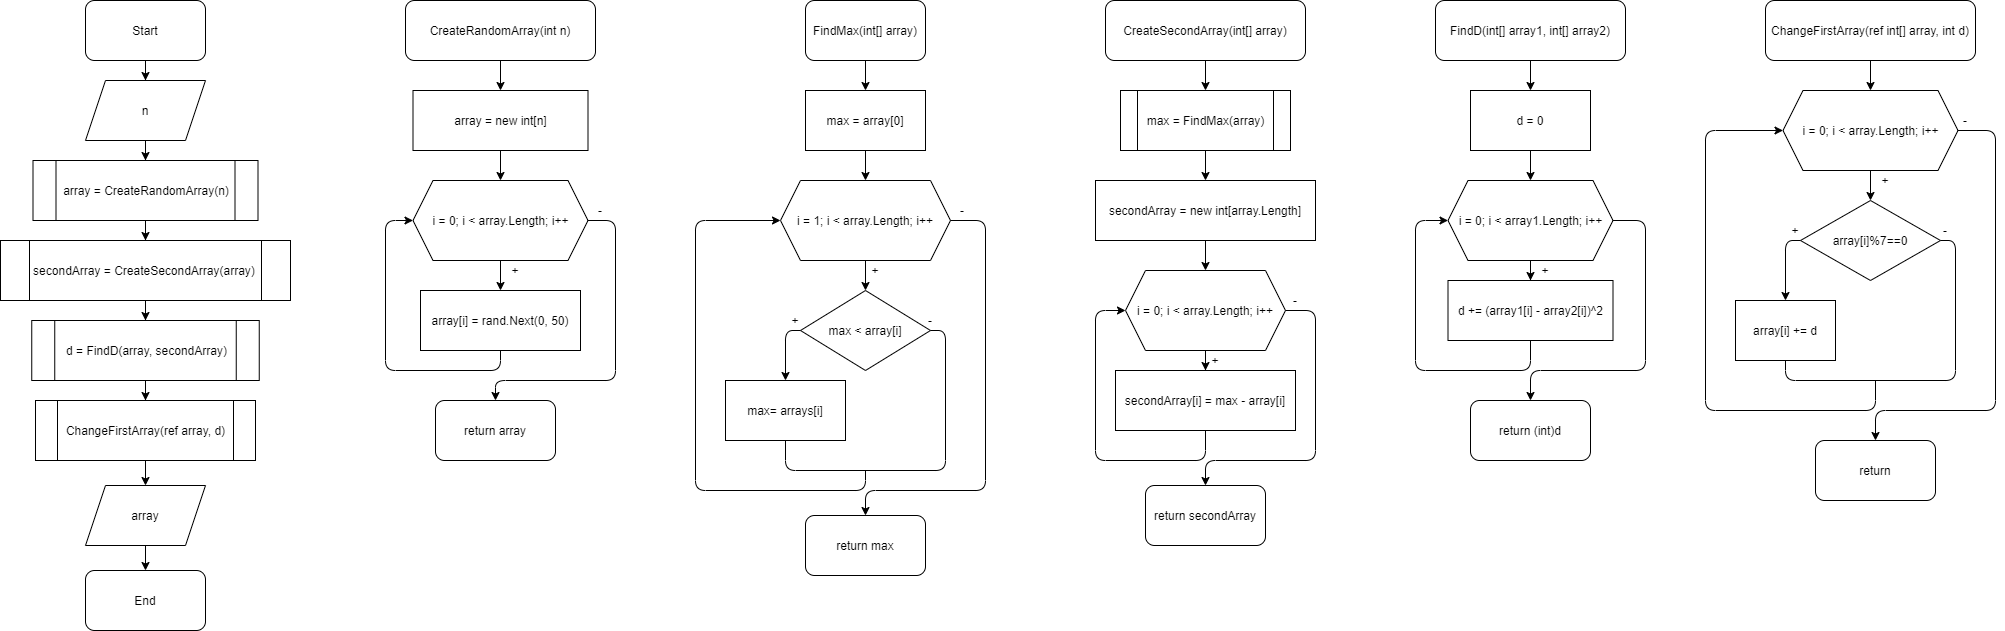 Start
n
array = CreateRandomArray(n)
secondArray = CreateSecondArray(array)
d = FindD(array, secondArray)
ChangeFirstArray(ref array, d)
array
End
CreateRandomArray(int n)
array = new int[n]
i = 0; i < array.Length; i++
-
+
array[i] = rand.Next(0, 50)
return array
FindMax(int[] array)
max = array[0]
i = 1; i < array.Length; i++
-
+
max < array[i]
+
-
max= arrays[i]
return max
CreateSecondArray(int[] array)
max = FindMax(array)
secondArray = new int[array.Length]
i = 0; i < array.Length; i++
-
+
secondArray[i] = max - array[i]
return secondArray
FindD(int[] array1, int[] array2)
d = 0
i = 0; i < array1.Length; i++
+
d += (array1[i] - array2[i])^2
return (int)d
ChangeFirstArray(ref int[] array, int d)
i = 0; i < array.Length; i++
-
+
array[i]%7==0
+
-
array[i] += d
return